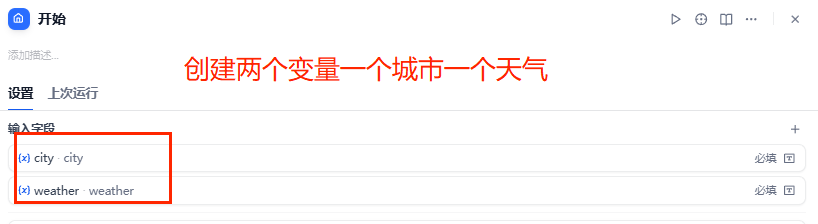 开始
添加描述...
创建两个变量一个城市一个天气
设置 上次运行
输入字段
{x} city · city 必填
{x} weather · weather 必填